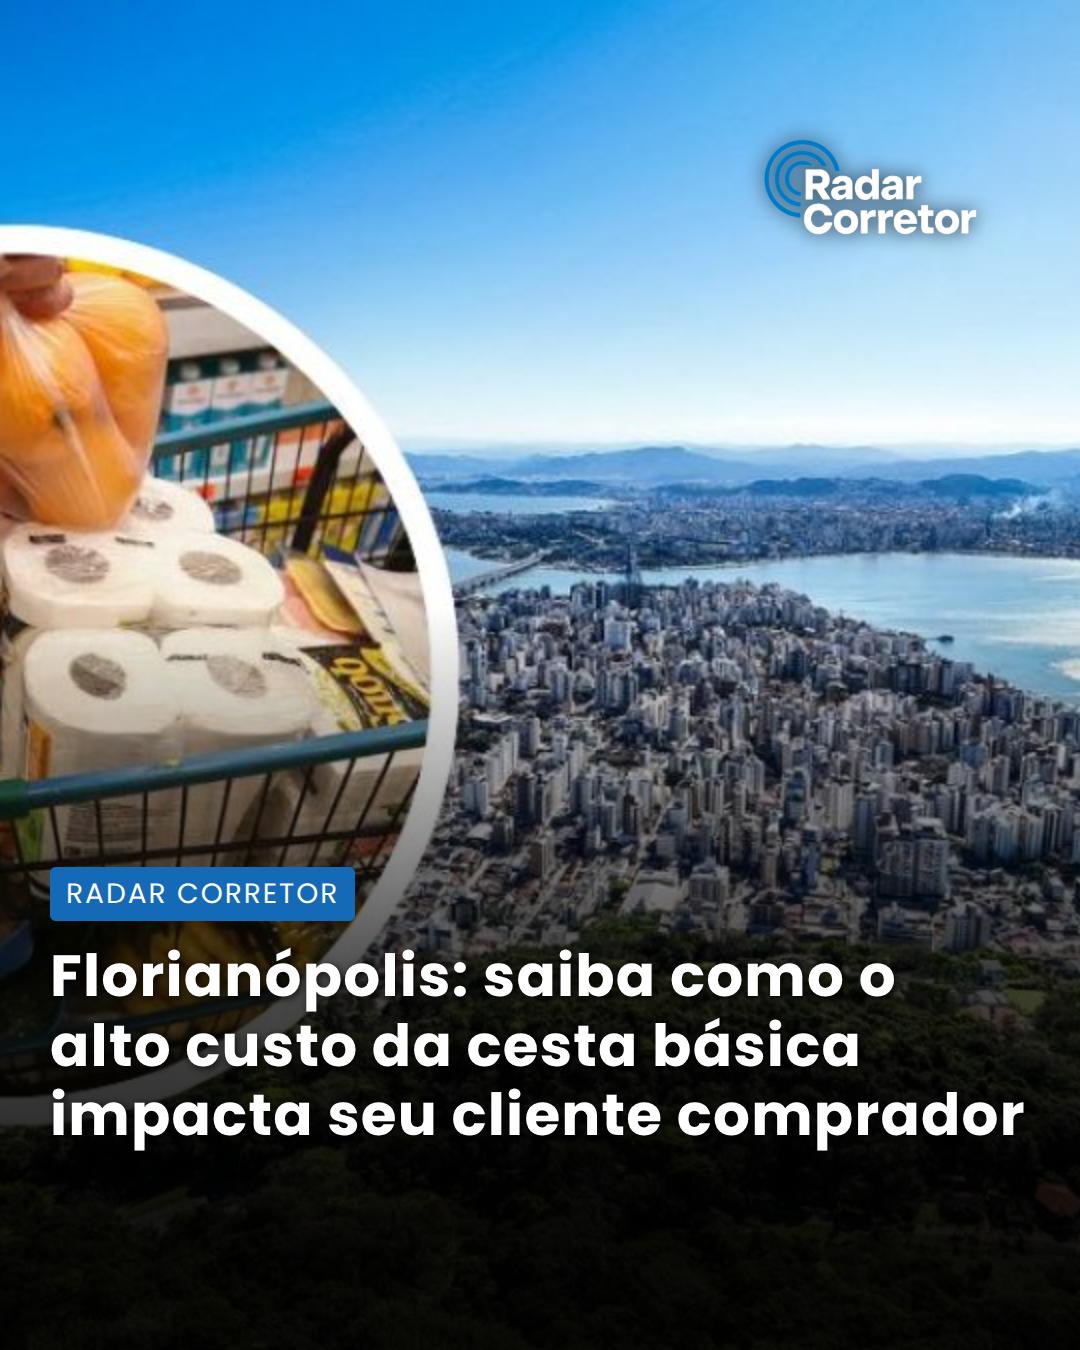 Radar
Corretor
RADAR CORRETOR
Florianópolis: saiba como o
alto custo da cesta básica
impacta seu cliente comprador